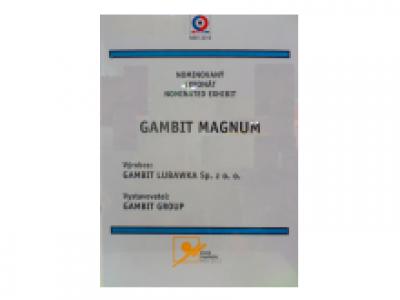 NOMINOVANÝ
EXPONÁT
NOMINATED EXHIBIT
GAMBIT MAGNUM
Výrobce:
GAMBIT LUBAWKA Sp. z o. o.
Vystavovatel:
GAMBIT GROUP